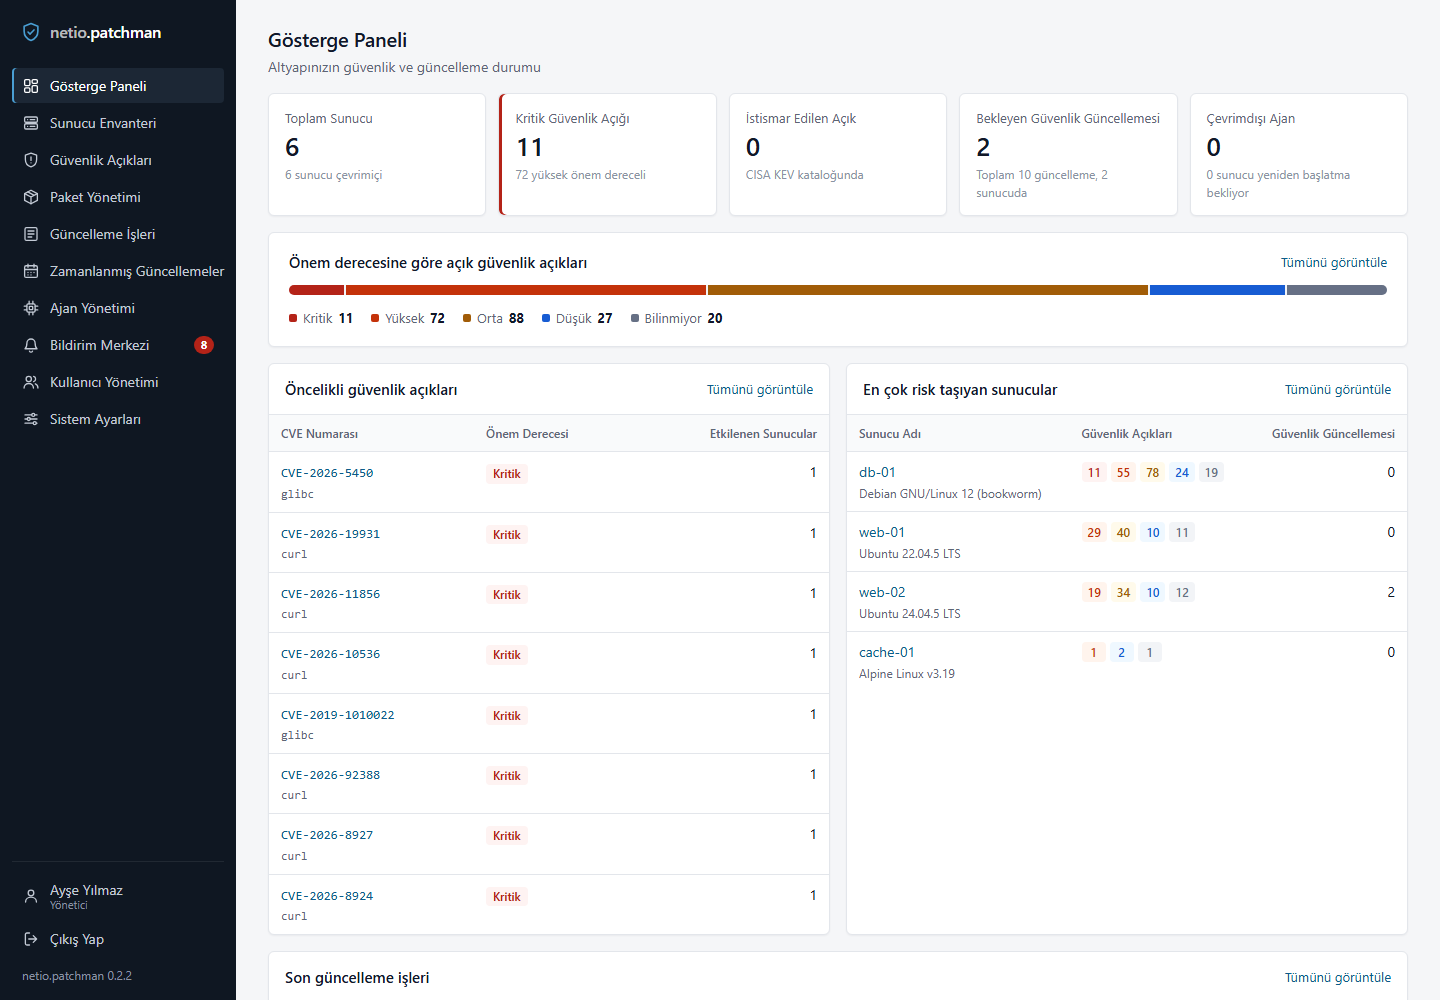 netio.patchman
Gösterge Paneli
Sunucu Envanteri
Güvenlik Açıkları
Paket Yönetimi
Güncelleme İşleri
Zamanlanmış Güncellemeler
Ajan Yönetimi
Bildirim Merkezi 8
Kullanıcı Yönetimi
Sistem Ayarları
Ayşe Yılmaz
Yönetici
Çıkış Yap
netio.patchman 0.2.2
Gösterge Paneli
Altyapınızın güvenlik ve güncelleme durumu
Toplam Sunucu
6
6 sunucu çevrimiçi
Kritik Güvenlik Açığı
11
72 yüksek önem dereceli
İstismar Edilen Açık
0
CISA KEV kataloğunda
Bekleyen Güvenlik Güncellemesi
2
Toplam 10 güncelleme, 2
sunucuda
Çevrimdışı Ajan
0
0 sunucu yeniden başlatma
bekliyor
Önem derecesine göre açık güvenlik açıkları Tümünü görüntüle
Kritik 11 Yüksek 72 Orta 88 Düşük 27 Bilinmiyor 20
Öncelikli güvenlik açıkları Tümünü görüntüle
CVE Numarası Önem Derecesi Etkilenen Sunucular
CVE-2026-5450 Kritik 1
glibc
CVE-2026-19931 Kritik 1
curl
CVE-2026-11856 Kritik 1
curl
CVE-2026-10536 Kritik 1
curl
CVE-2019-1010022 Kritik 1
glibc
CVE-2026-92388 Kritik 1
curl
CVE-2026-8927 Kritik 1
curl
CVE-2026-8924 Kritik 1
curl
En çok risk taşıyan sunucular Tümünü görüntüle
Sunucu Adı Güvenlik Açıkları Güvenlik Güncellemesi
db-01 11 55 78 24 19 0
Debian GNU/Linux 12 (bookworm)
web-01 29 40 10 11 0
Ubuntu 22.04.5 LTS
web-02 19 34 10 12 2
Ubuntu 24.04.5 LTS
cache-01 1 2 1 0
Alpine Linux v3.19
Son güncelleme işleri Tümünü görüntüle